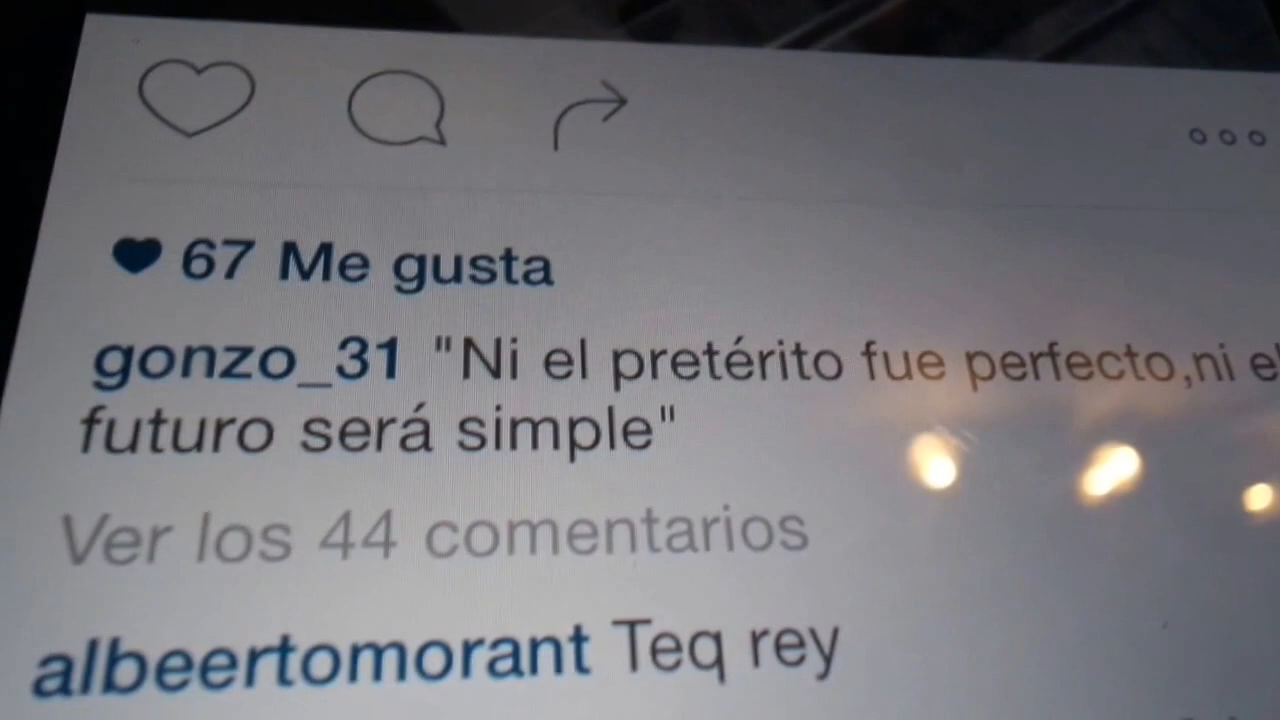 67 Me gusta
gonzo_31 "Ni el pretérito fue perfecto,ni el
futuro será simple"
Ver los 44 comentarios
albeertomorant Teq rey